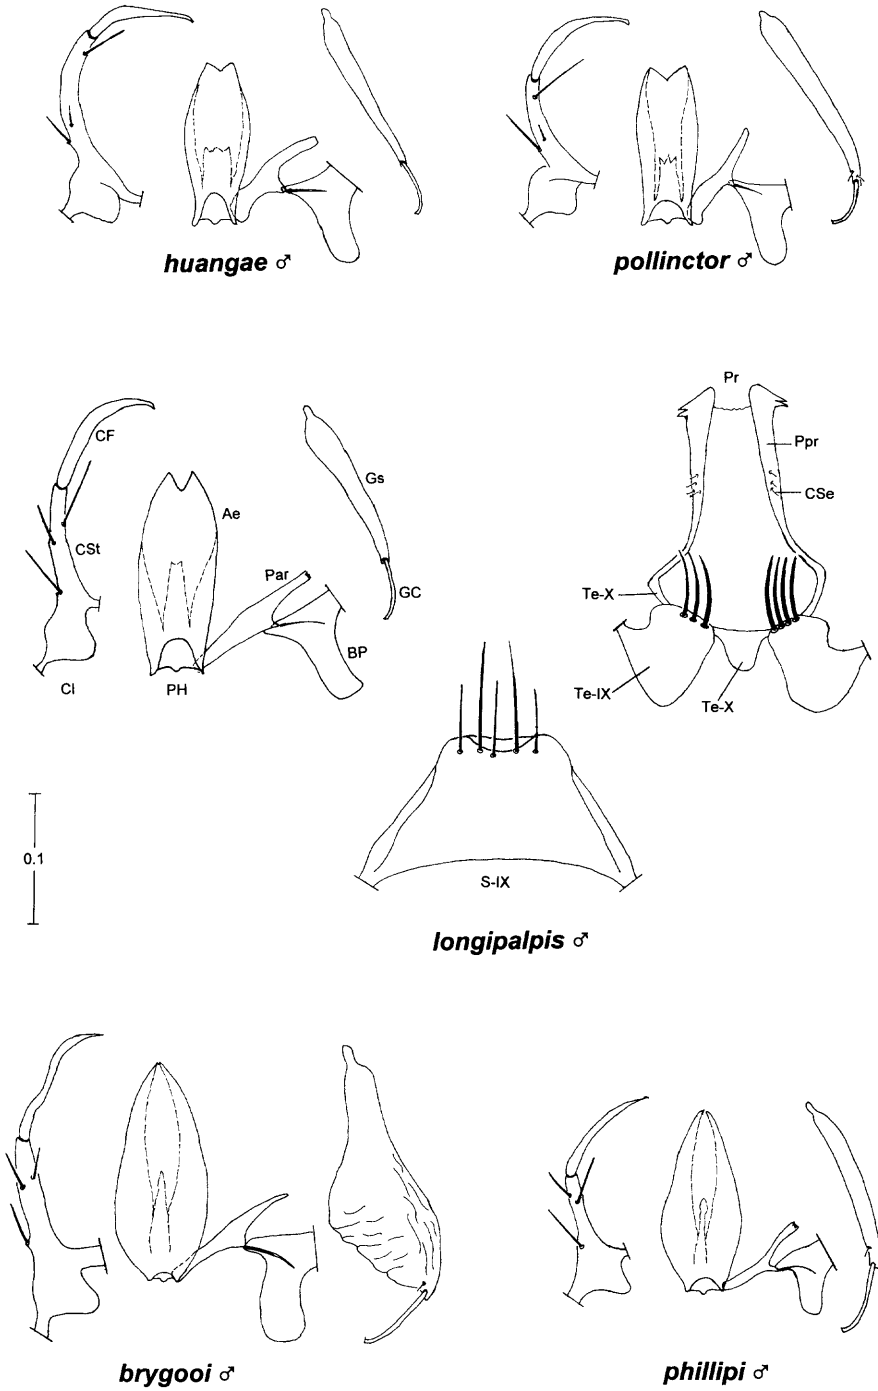 huangae ♂
pollinctor ♂
CF
CSt
Cl
Ae
PH
Par
BP
Gs
GC
Pr
Ppr
CSe
Te-X
Te-IX
Te-X
S-IX
0.1
longipalpis ♂
brygooi ♂
phillipi ♂